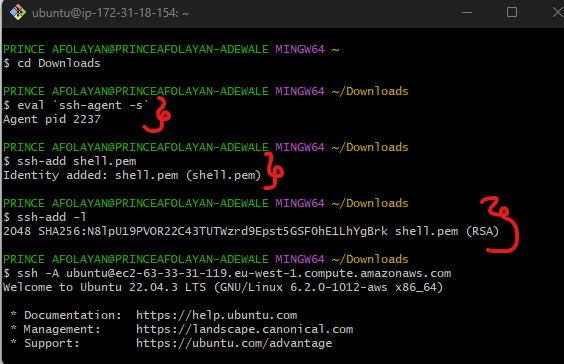 ubuntu@ip-172-31-18-154: ~
PRINCE AFOLAYAN@PRINCEAFOLAYAN-ADEWALE MINGW64 ~
$ cd Downloads
PRINCE AFOLAYAN@PRINCEAFOLAYAN-ADEWALE MINGW64 ~/Downloads
$ eval `ssh-agent -s`
Agent pid 2237
PRINCE AFOLAYAN@PRINCEAFOLAYAN-ADEWALE MINGW64 ~/Downloads
$ ssh-add shell.pem
Identity added: shell.pem (shell.pem)
PRINCE AFOLAYAN@PRINCEAFOLAYAN-ADEWALE MINGW64 ~/Downloads
$ ssh-add -l
2048 SHA256:N8lpU19PVOR22C43TUTWzrd9Epst5GSFOhE1LhYgBrk shell.pem (RSA)
PRINCE AFOLAYAN@PRINCEAFOLAYAN-ADEWALE MINGW64 ~/Downloads
$ ssh -A ubuntu@ec2-63-33-31-119.eu-west-1.compute.amazonaws.com
Welcome to Ubuntu 22.04.3 LTS (GNU/Linux 6.2.0-1012-aws x86_64)
* Documentation: https://help.ubuntu.com
* Management: https://landscape.canonical.com
* Support: https://ubuntu.com/advantage